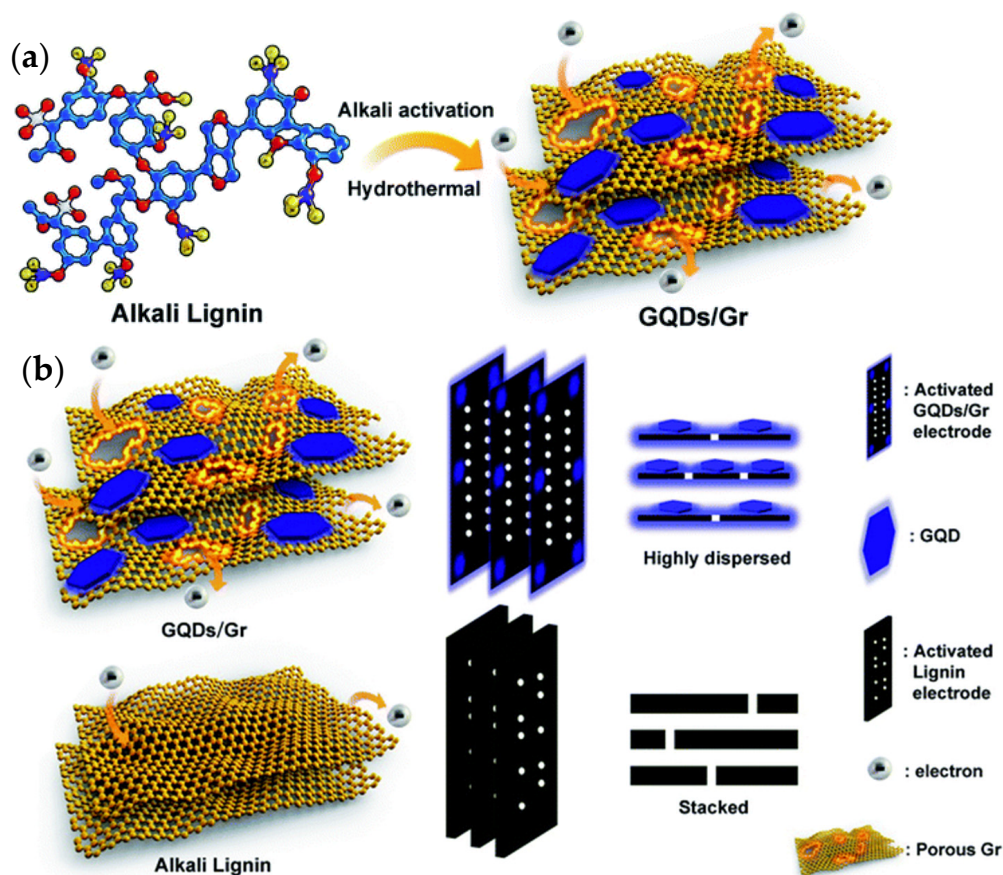 (a)
Alkali activation
Hydrothermal
Alkali Lignin
GQDs/Gr
(b)
GQDs/Gr
Highly dispersed
: Activated
GQDs/Gr
electrode
: GQD
Alkali Lignin
Stacked
: Activated
Lignin
electrode
: electron
: Porous Gr